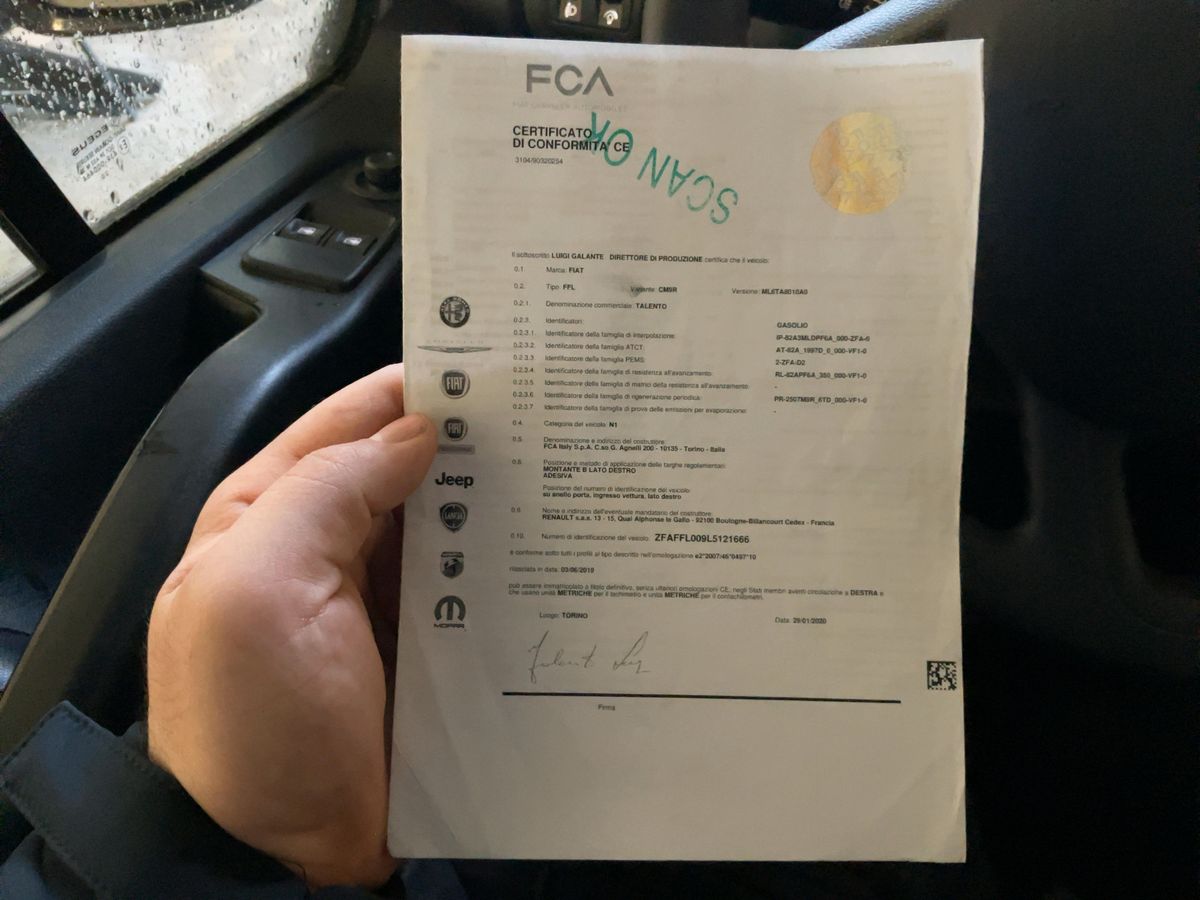 FCA
CERTIFICATO
DI CONFORMITA' CE
3104/90320254
SCAN OK
Il sottoscritto LUIGI GALANTE DIRETTORE DI PRODUZIONE certifica che il veicolo:
0.1 Marca: FIAT
0.2. Tipo: FFL Variante: CM9R Versione: ML6TA8010A0
0.2.1. Denominazione commerciale: TALENTO
0.2.3. Identificatori: GASOLIO
0.2.3.1. Identificatore della famiglia di interpolazione: IP-82A3MLDPF6A_000-ZFA-0
0.2.3.2. Identificatore della famiglia ATCT: AT-82A_1997D_6_000-VF1-0
0.2.3.3 Identificatore della famiglia PEMS: 2-ZFA-D2
0.2.3.4. Identificatore della famiglia di resistenza all'avanzamento: RL-82APF6A_350_000-VF1-0
0.2.3.5 Identificatore della famiglia di matrici della resistenza all'avanzamento: -
0.2.3.6. Identificatore della famiglia di rigenerazione periodica: PR-2507M9R_6TD_000-VF1-0
0.2.3.7 Identificatore della famiglia di prova delle emissioni per evaporazione: -
0.4. Categoria del veicolo: N1
0.5. Denominazione e indirizzo del costruttore:
FCA Italy S.p.A. C.so G. Agnelli 200 - 10135 - Torino - Italia
0.8. Posizione e metodo di applicazione delle targhe regolamentari:
MONTANTE B LATO DESTRO
ADESIVA
Posizione del numero di identificazione del veicolo:
su anello porta, ingresso vettura, lato destro
0.9 Nome e indirizzo dell'eventuale mandatario del costruttore:
RENAULT s.a.s. 13 - 15, Quai Alphonse le Gallo - 92100 Boulogne-Billancourt Cedex - Francia
0.10. Numero di identificazione del veicolo: ZFAFFL009L5121666
è conforme sotto tutti i profili al tipo descritto nell'omologazione e2*2007/46*0497*10
rilasciata in data: 03/06/2019
può essere immatricolato a titolo definitivo, senza ulteriori omologazioni CE, negli Stati membri aventi circolazione a DESTRA e
che usano unità METRICHE per il tachimetro e unità METRICHE per il contachilometri.
Luogo: TORINO Data: 29/01/2020
Firma
FIAT
FIAT
Jeep
LANCIA
MOPAR